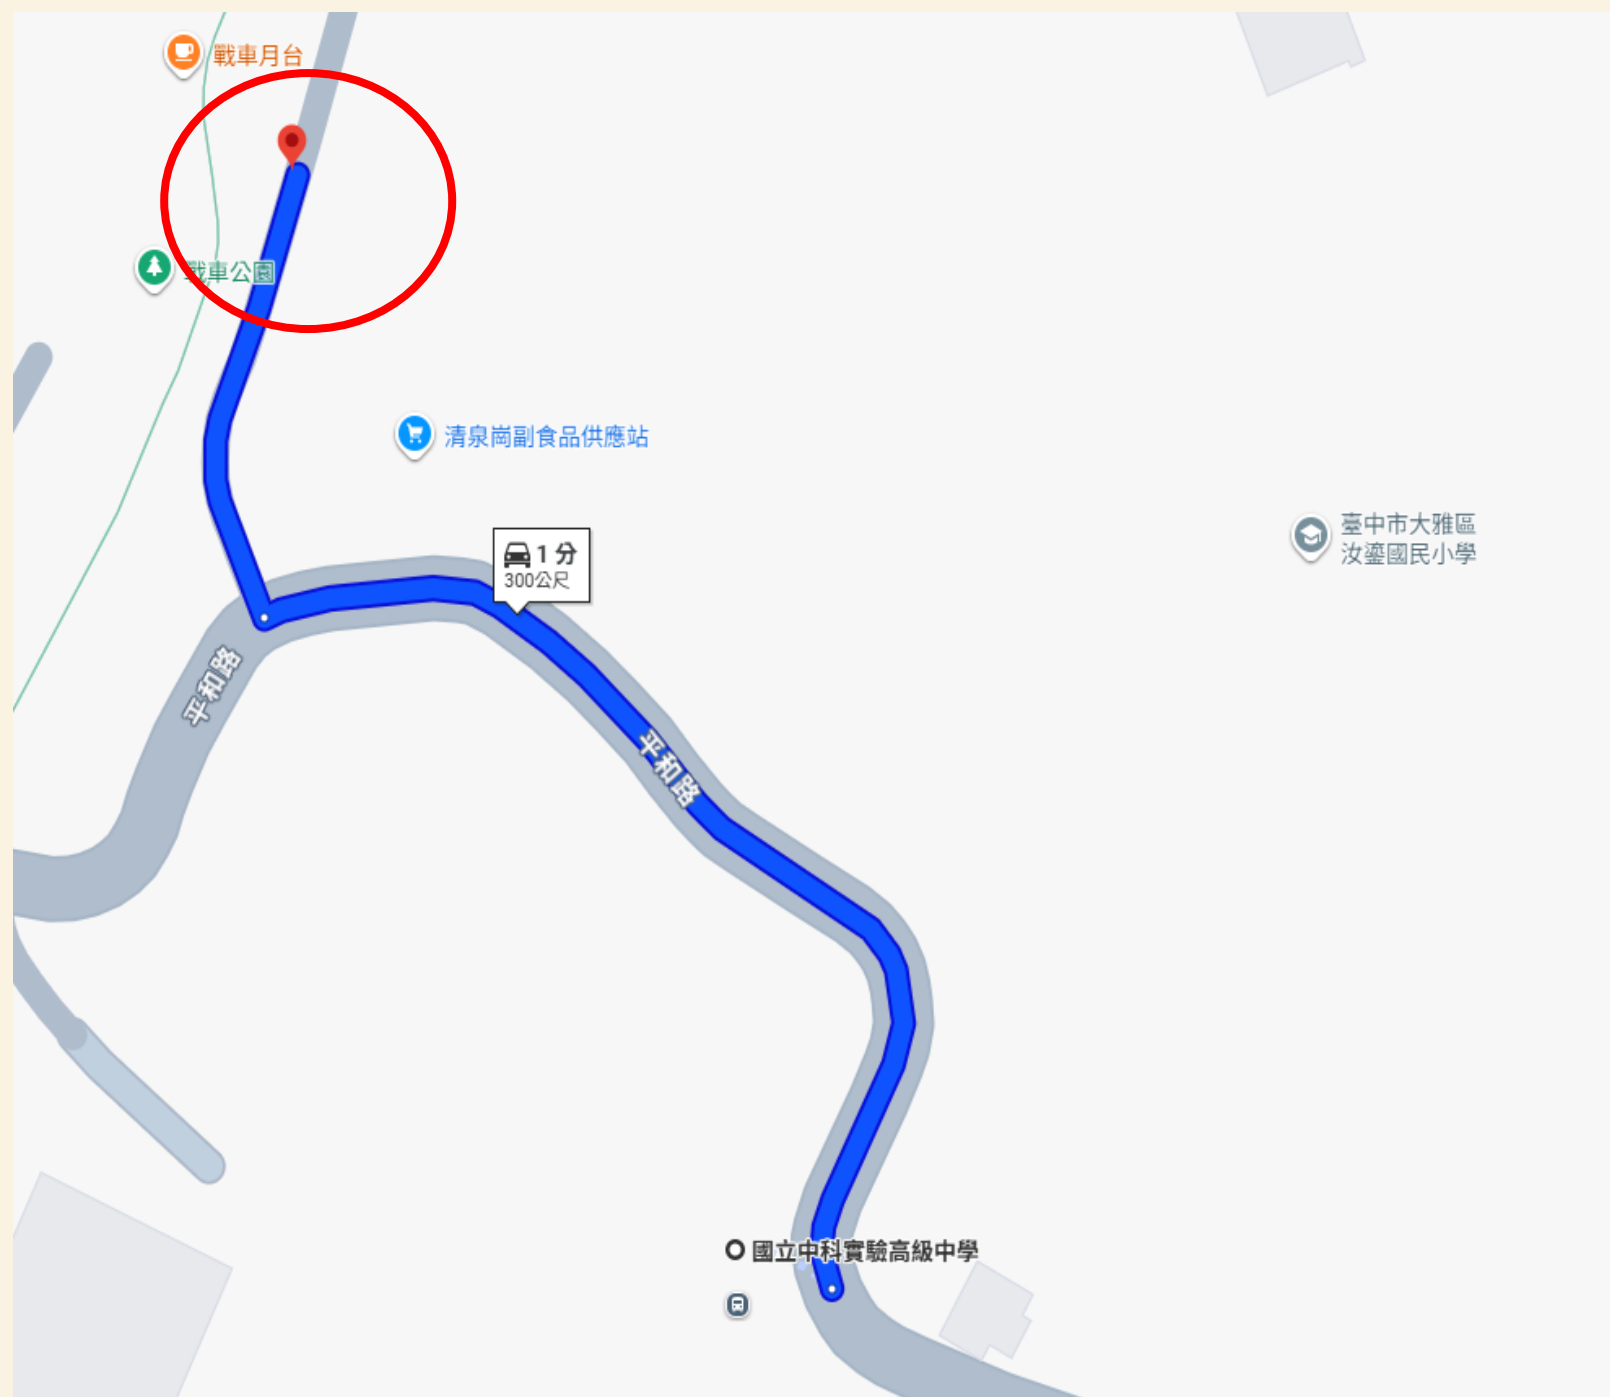 戰車月台
戰車公園
清泉崗副食品供應站
1 分
300公尺
臺中市大雅區
汝鎏國民小學
平和路
平和路
國立中科實驗高級中學